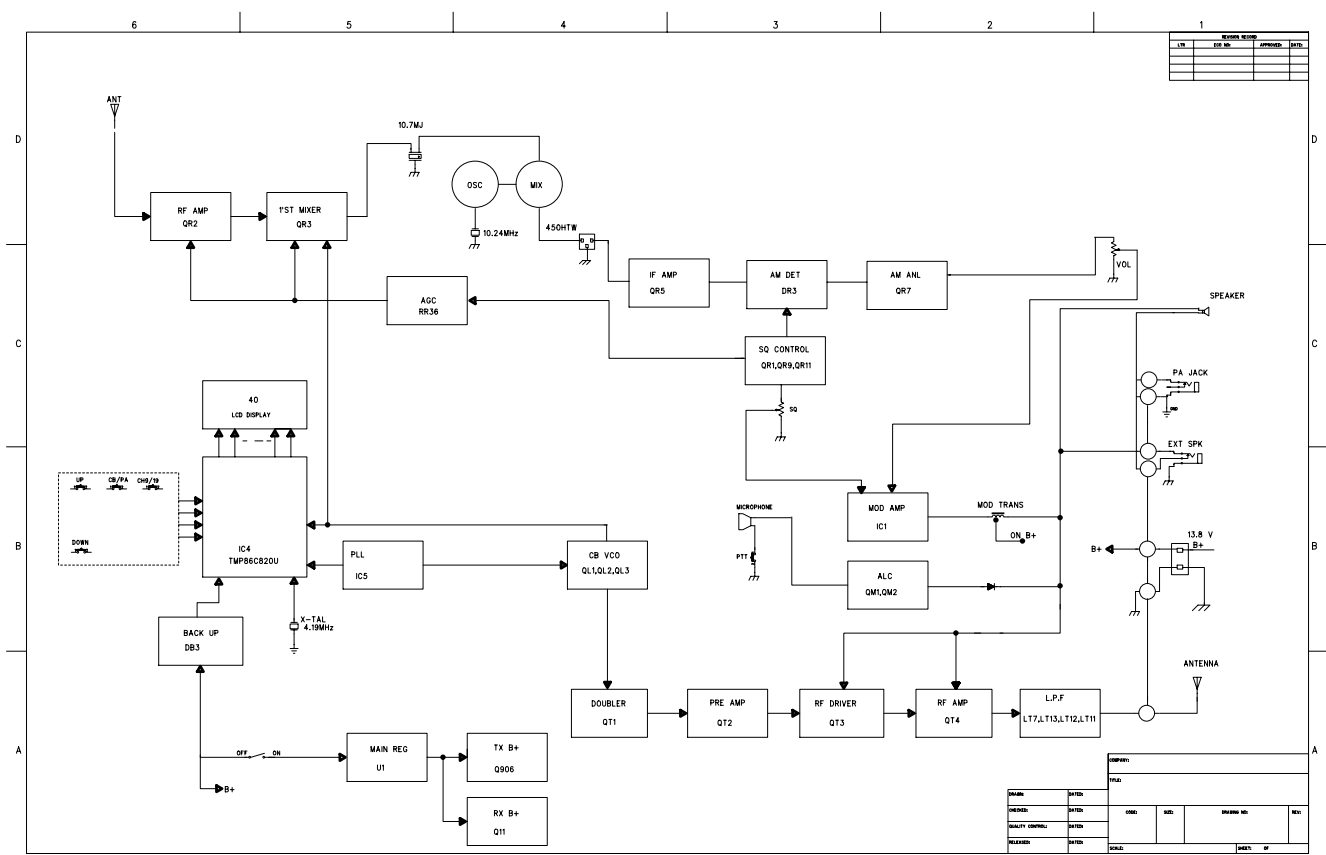 6 5 4 3 2 1
REVISION RECORD
LTR ECO NO: APPROVED: DATE:
ANT
D
D
10.7MJ
OSC
MIX
RF AMP
QR2
1'ST MIXER
QR3
10.24MHz
450HTW
IF AMP
QR5
AM DET
DR3
AM ANL
QR7
VOL
AGC
RR36
SPEAKER
C
C
SQ CONTROL
QR1,QR9,QR11
PA JACK
GND
40
LCD DISPLAY
SQ
EXT SPK
UP CB/PA CH9/19
DOWN
IC4
TMP86C820U
MICROPHONE
PTT
MOD AMP
IC1
MOD TRANS
ON B+
13.8 V
B+
B+
B
B
PLL
IC5
CB VCO
QL1,QL2,QL3
ALC
QM1,QM2
X-TAL
4.19MHz
BACK UP
DB3
ANTENNA
DOUBLER
QT1
PRE AMP
QT2
RF DRIVER
QT3
RF AMP
QT4
L.P.F
LT7,LT13,LT12,LT11
A
A
OFF ON
MAIN REG
U1
TX B+
Q906
B+
RX B+
Q11
COMPANY:
TITLE:
DRAWN: DATED:
CHECKED: DATED:
QUALITY CONTROL: DATED:
RELEASED: DATED:
CODE: SIZE: DRAWING NO: REV:
SCALE: SHEET: OF